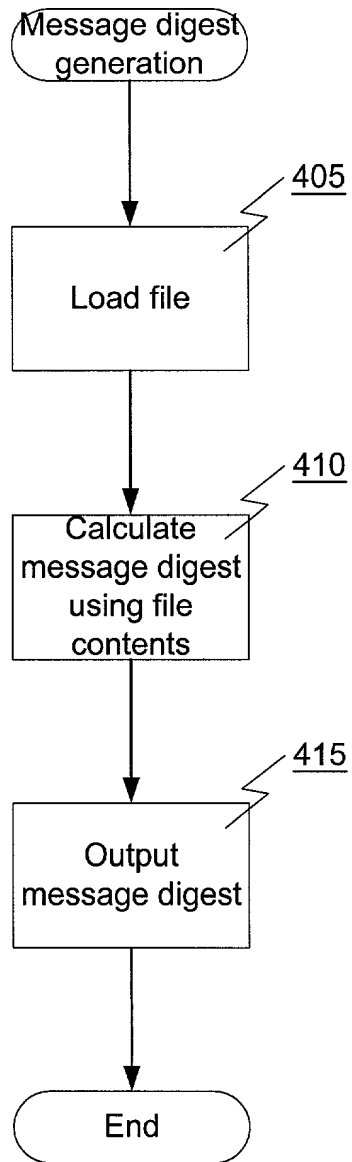 Message digest
generation
405
Load file
410
Calculate
message digest
using file
contents
415
Output
message digest
End